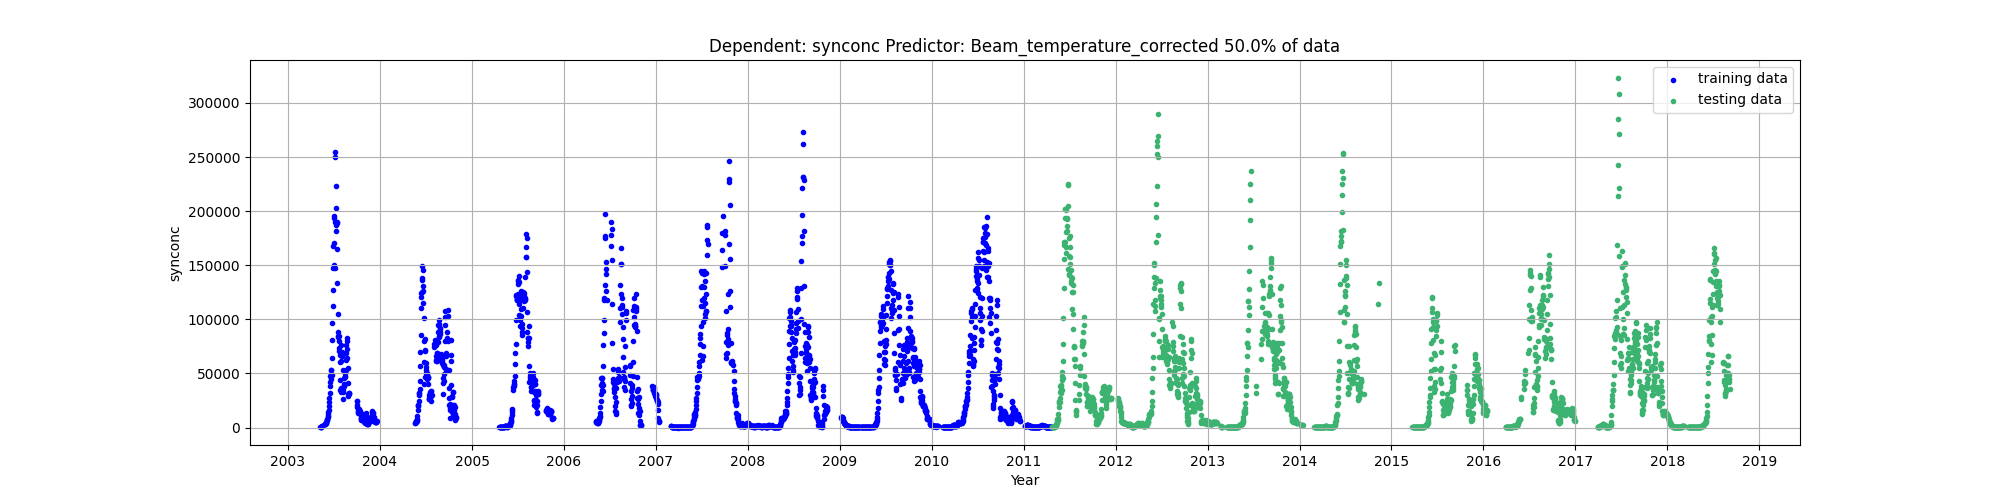 Dependent: synconc Predictor: Beam_temperature_corrected 50.0% of data
training data
testing data
synconc
300000
250000
200000
150000
100000
50000
0
2003 2004 2005 2006 2007 2008 2009 2010 2011 2012 2013 2014 2015 2016 2017 2018 2019
Year